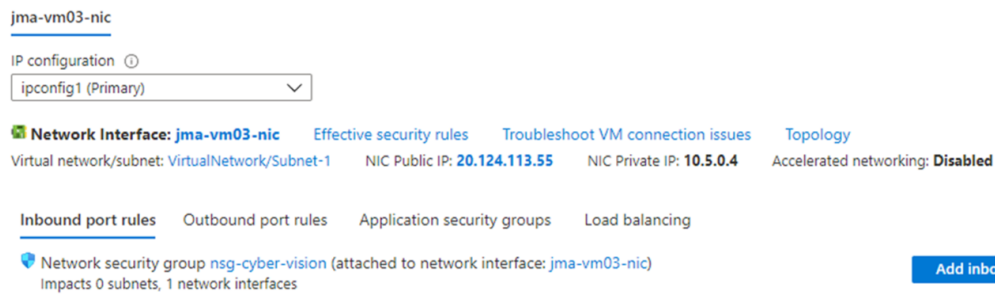 jma-vm03-nic
IP configuration
ipconfig1 (Primary)
Network Interface: jma-vm03-nic Effective security rules Troubleshoot VM connection issues Topology
Virtual network/subnet: VirtualNetwork/Subnet-1 NIC Public IP: 20.124.113.55 NIC Private IP: 10.5.0.4 Accelerated networking: Disabled
Inbound port rules Outbound port rules Application security groups Load balancing
Network security group nsg-cyber-vision (attached to network interface: jma-vm03-nic)
Impacts 0 subnets, 1 network interfaces
Add inbo